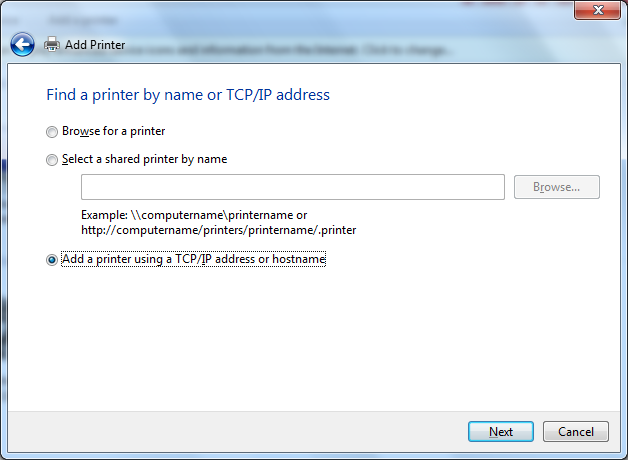 Add Printer
Find a printer by name or TCP/IP address
Browse for a printer
Select a shared printer by name
Browse...
Example: \\computername\printername or
http://computername/printers/printername/.printer
Add a printer using a TCP/IP address or hostname
Next
Cancel